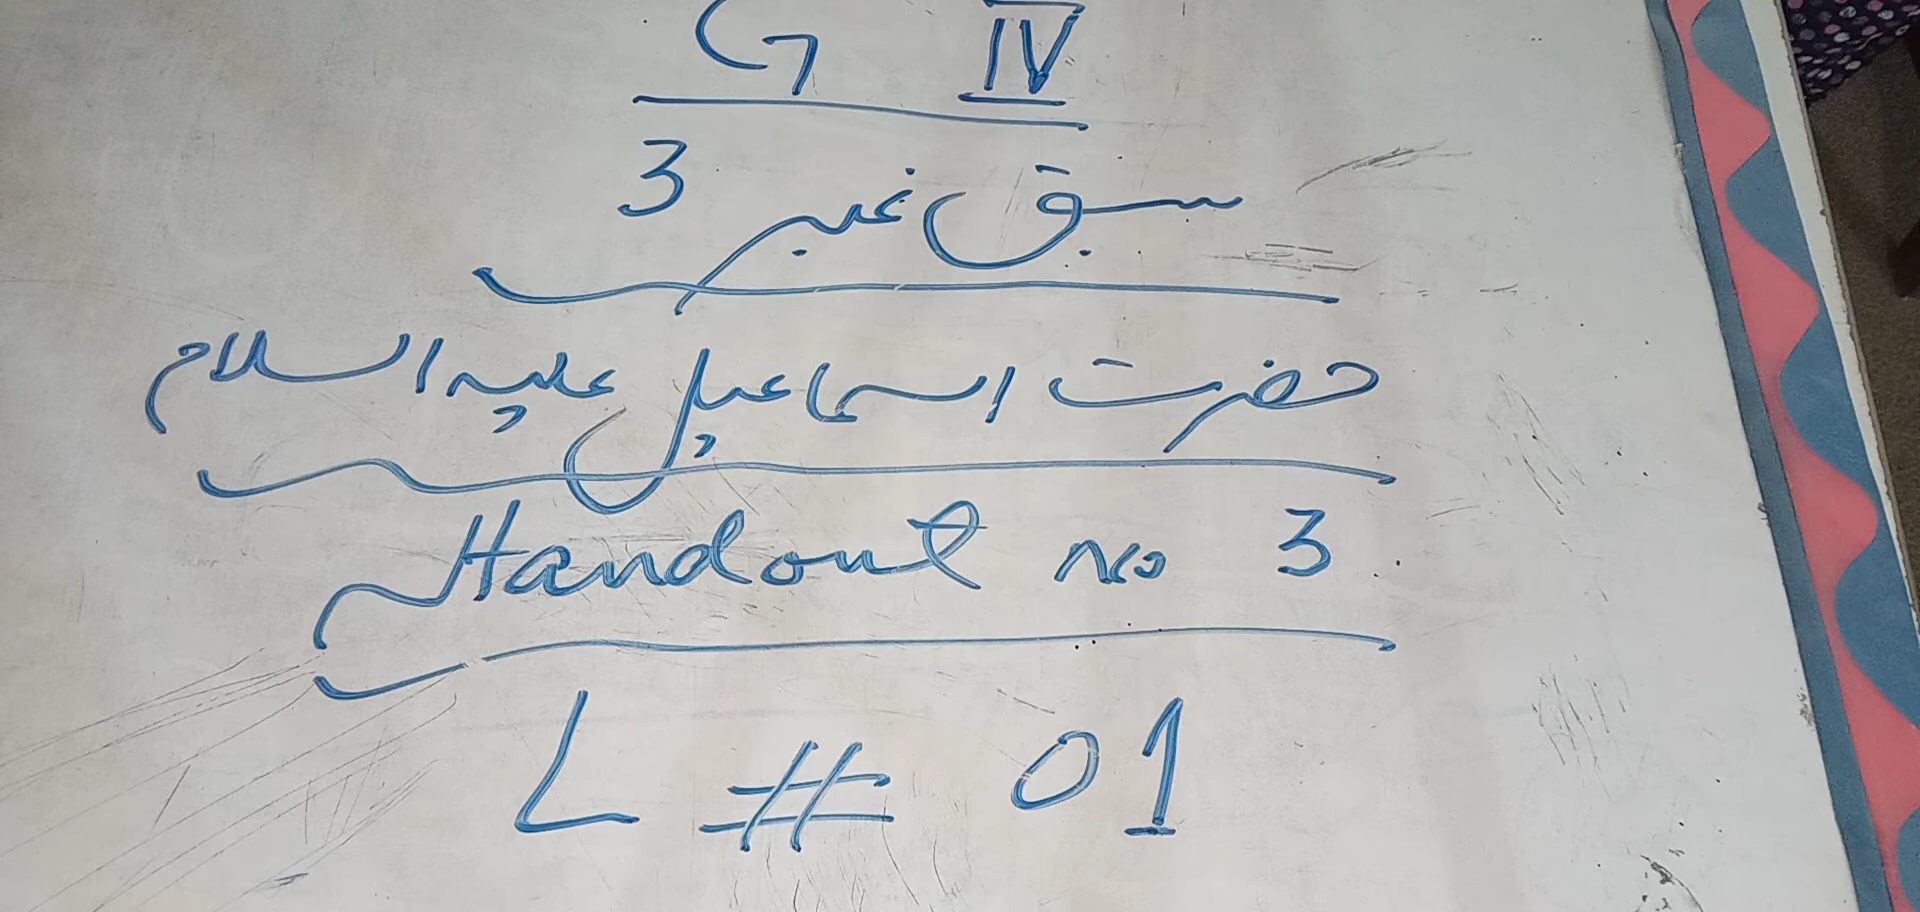 G IV
سبق نمبر 3
حضرت اسماعیل علیہ السلام
Handout no 3
L # 01